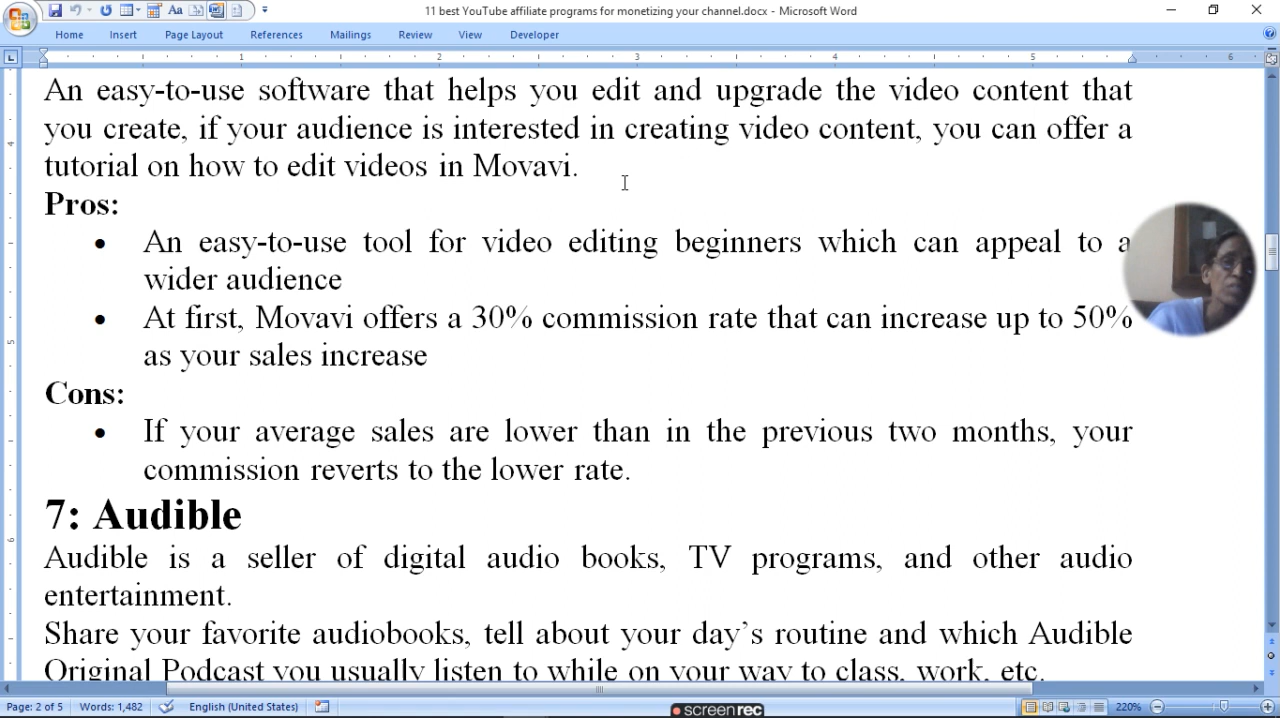 11 best YouTube affiliate programs for monetizing your channel.docx - Microsoft Word
Home Insert Page Layout References Mailings Review View Developer
1 2 3 4 5 6
An easy-to-use software that helps you edit and upgrade the video content that
you create, if your audience is interested in creating video content, you can offer a
tutorial on how to edit videos in Movavi.
Pros:
• An easy-to-use tool for video editing beginners which can appeal to a
wider audience
• At first, Movavi offers a 30% commission rate that can increase up to 50%
as your sales increase
Cons:
• If your average sales are lower than in the previous two months, your
commission reverts to the lower rate.
7: Audible
Audible is a seller of digital audio books, TV programs, and other audio
entertainment.
Share your favorite audiobooks, tell about your day’s routine and which Audible
Original Podcast you usually listen to while on your way to class, work, etc.
Page: 2 of 5 Words: 1,482 English (United States) 220%
screenrec